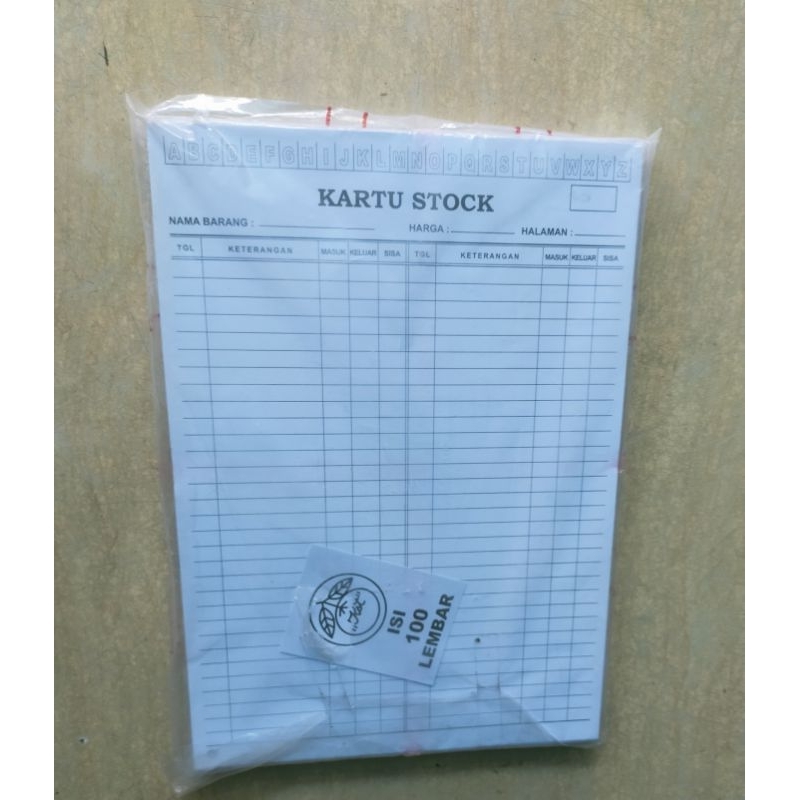 A B C D E F G H I J K L M N O P Q R S T U V W X Y Z
KARTU STOCK
NAMA BARANG : HARGA : HALAMAN :
TGL KETERANGAN MASUK KELUAR SISA TGL KETERANGAN MASUK KELUAR SISA
ISI
100
LEMBAR